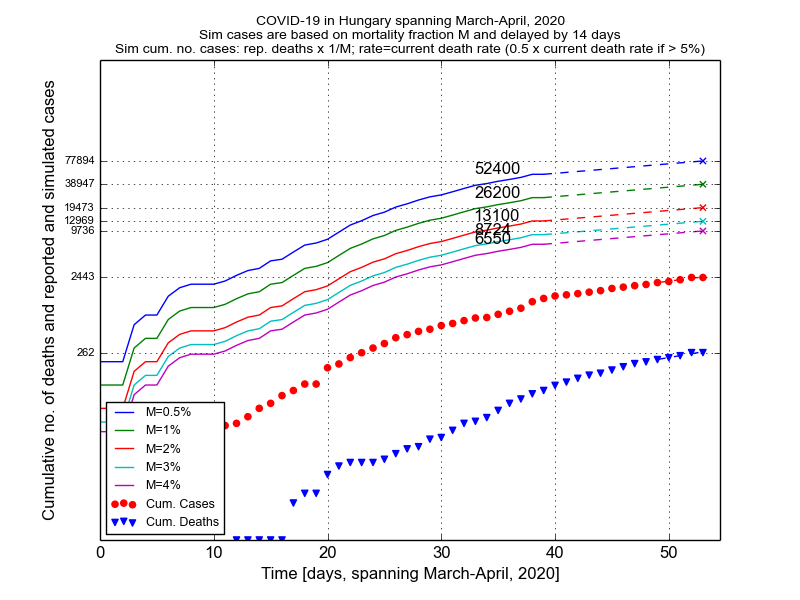 COVID-19 in Hungary spanning March-April, 2020
Sim cases are based on mortality fraction M and delayed by 14 days
Sim cum. no. cases: rep. deaths x 1/M; rate=current death rate (0.5 x current death rate if > 5%)
Cumulative no. of deaths and reported and simulated cases
77894
38947
19473
12969
9736
2443
262
52400
26200
13100
8724
6550
M=0.5%
M=1%
M=2%
M=3%
M=4%
Cum. Cases
Cum. Deaths
0 10 20 30 40 50
Time [days, spanning March-April, 2020]